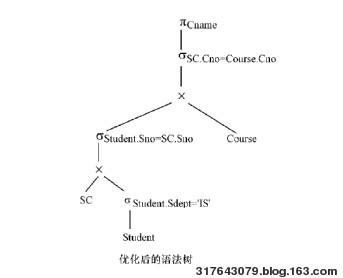 πCname
σSC.Cno=Course.Cno
×
σStudent.Sno=SC.Sno
Course
×
SC
σ Student.Sdept='IS'
Student
优化后的语法树
317643079.blog.163.com